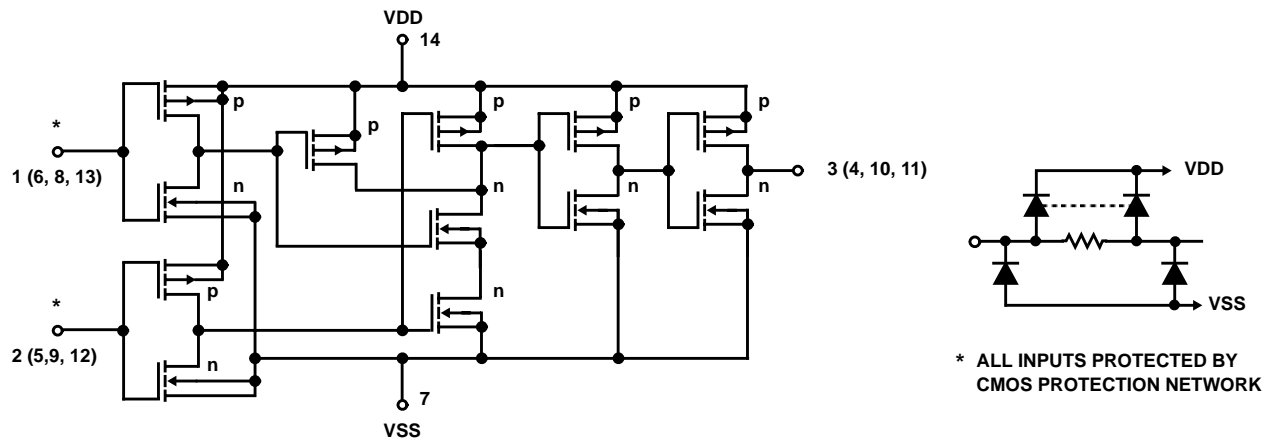 VDD
14
p
p
p
p
p
*
1 (6, 8, 13)
3 (4, 10, 11)
n
n
n
n
VDD
n
p
*
2 (5,9, 12)
n
VSS
7
VSS
* ALL INPUTS PROTECTED BY
CMOS PROTECTION NETWORK